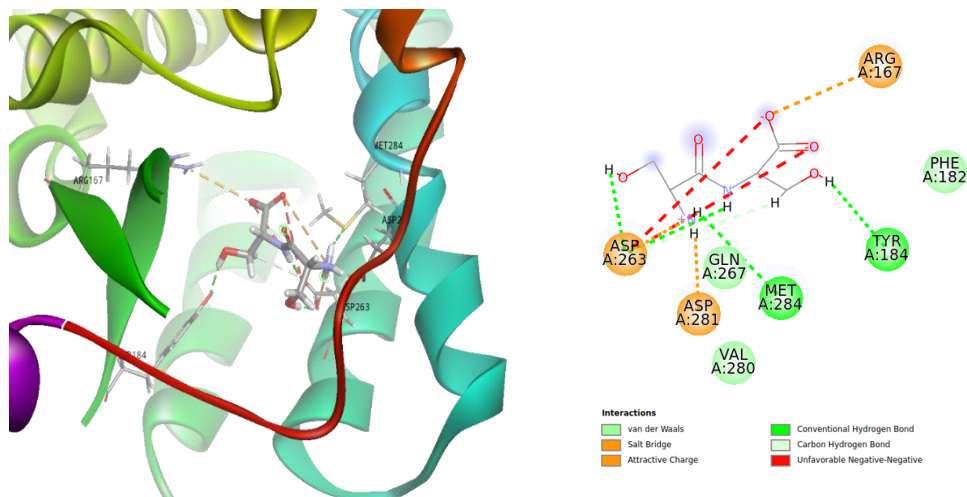 MET284
ARG167
ASP2
SP263
184
ARG
A:167
PHE
A:182
TYR
A:184
ASP
A:263
GLN
A:267
MET
A:284
ASP
A:281
VAL
A:280
O
O
O
O
O
H
H
N
H
H
N
H
H
Interactions
van der Waals
Salt Bridge
Attractive Charge
Conventional Hydrogen Bond
Carbon Hydrogen Bond
Unfavorable Negative-Negative